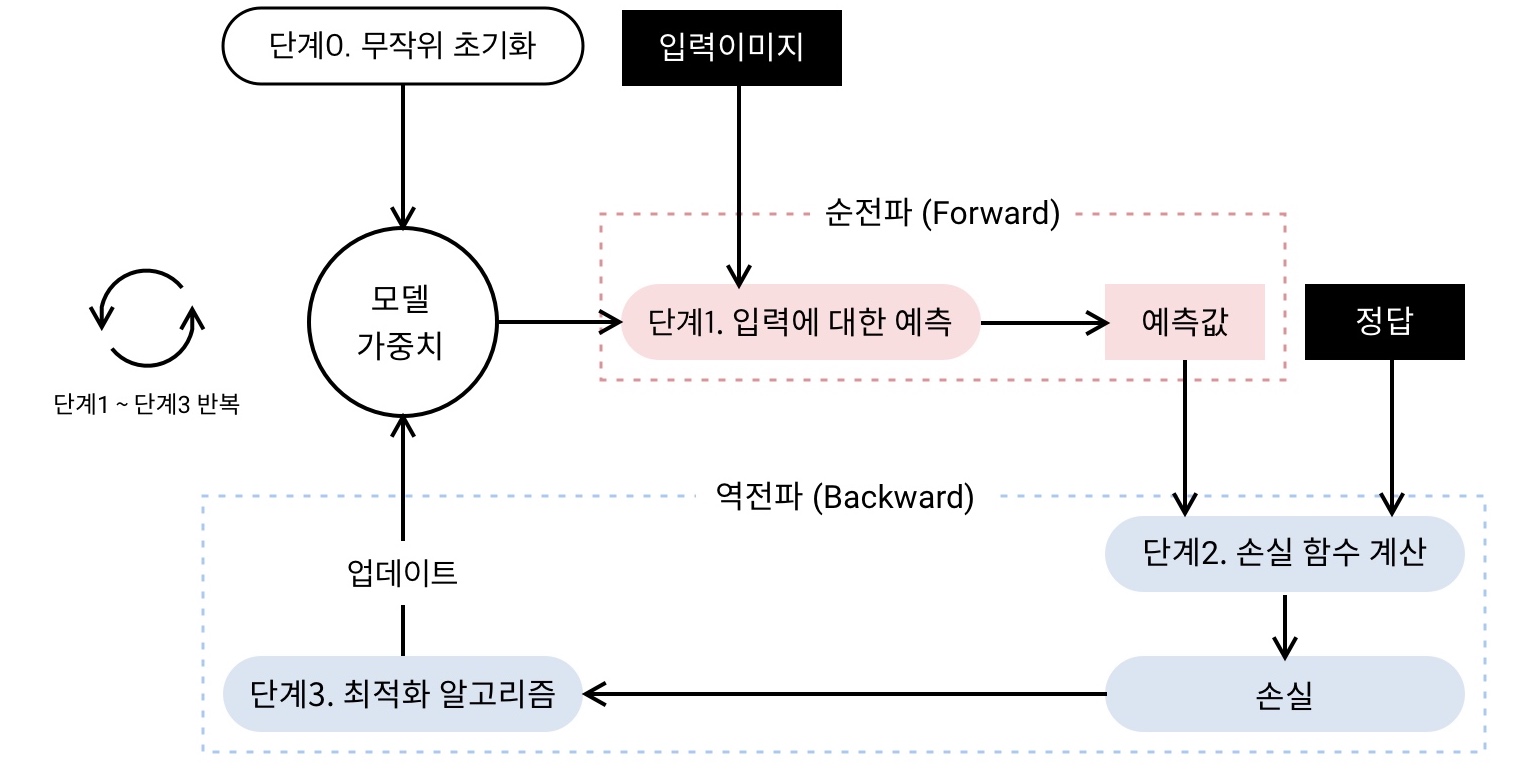 단계0. 무작위 초기화
입력이미지
순전파 (Forward)
모델
가중치
단계1. 입력에 대한 예측
예측값
정답
단계1 ~ 단계3 반복
역전파 (Backward)
단계2. 손실 함수 계산
업데이트
단계3. 최적화 알고리즘
손실